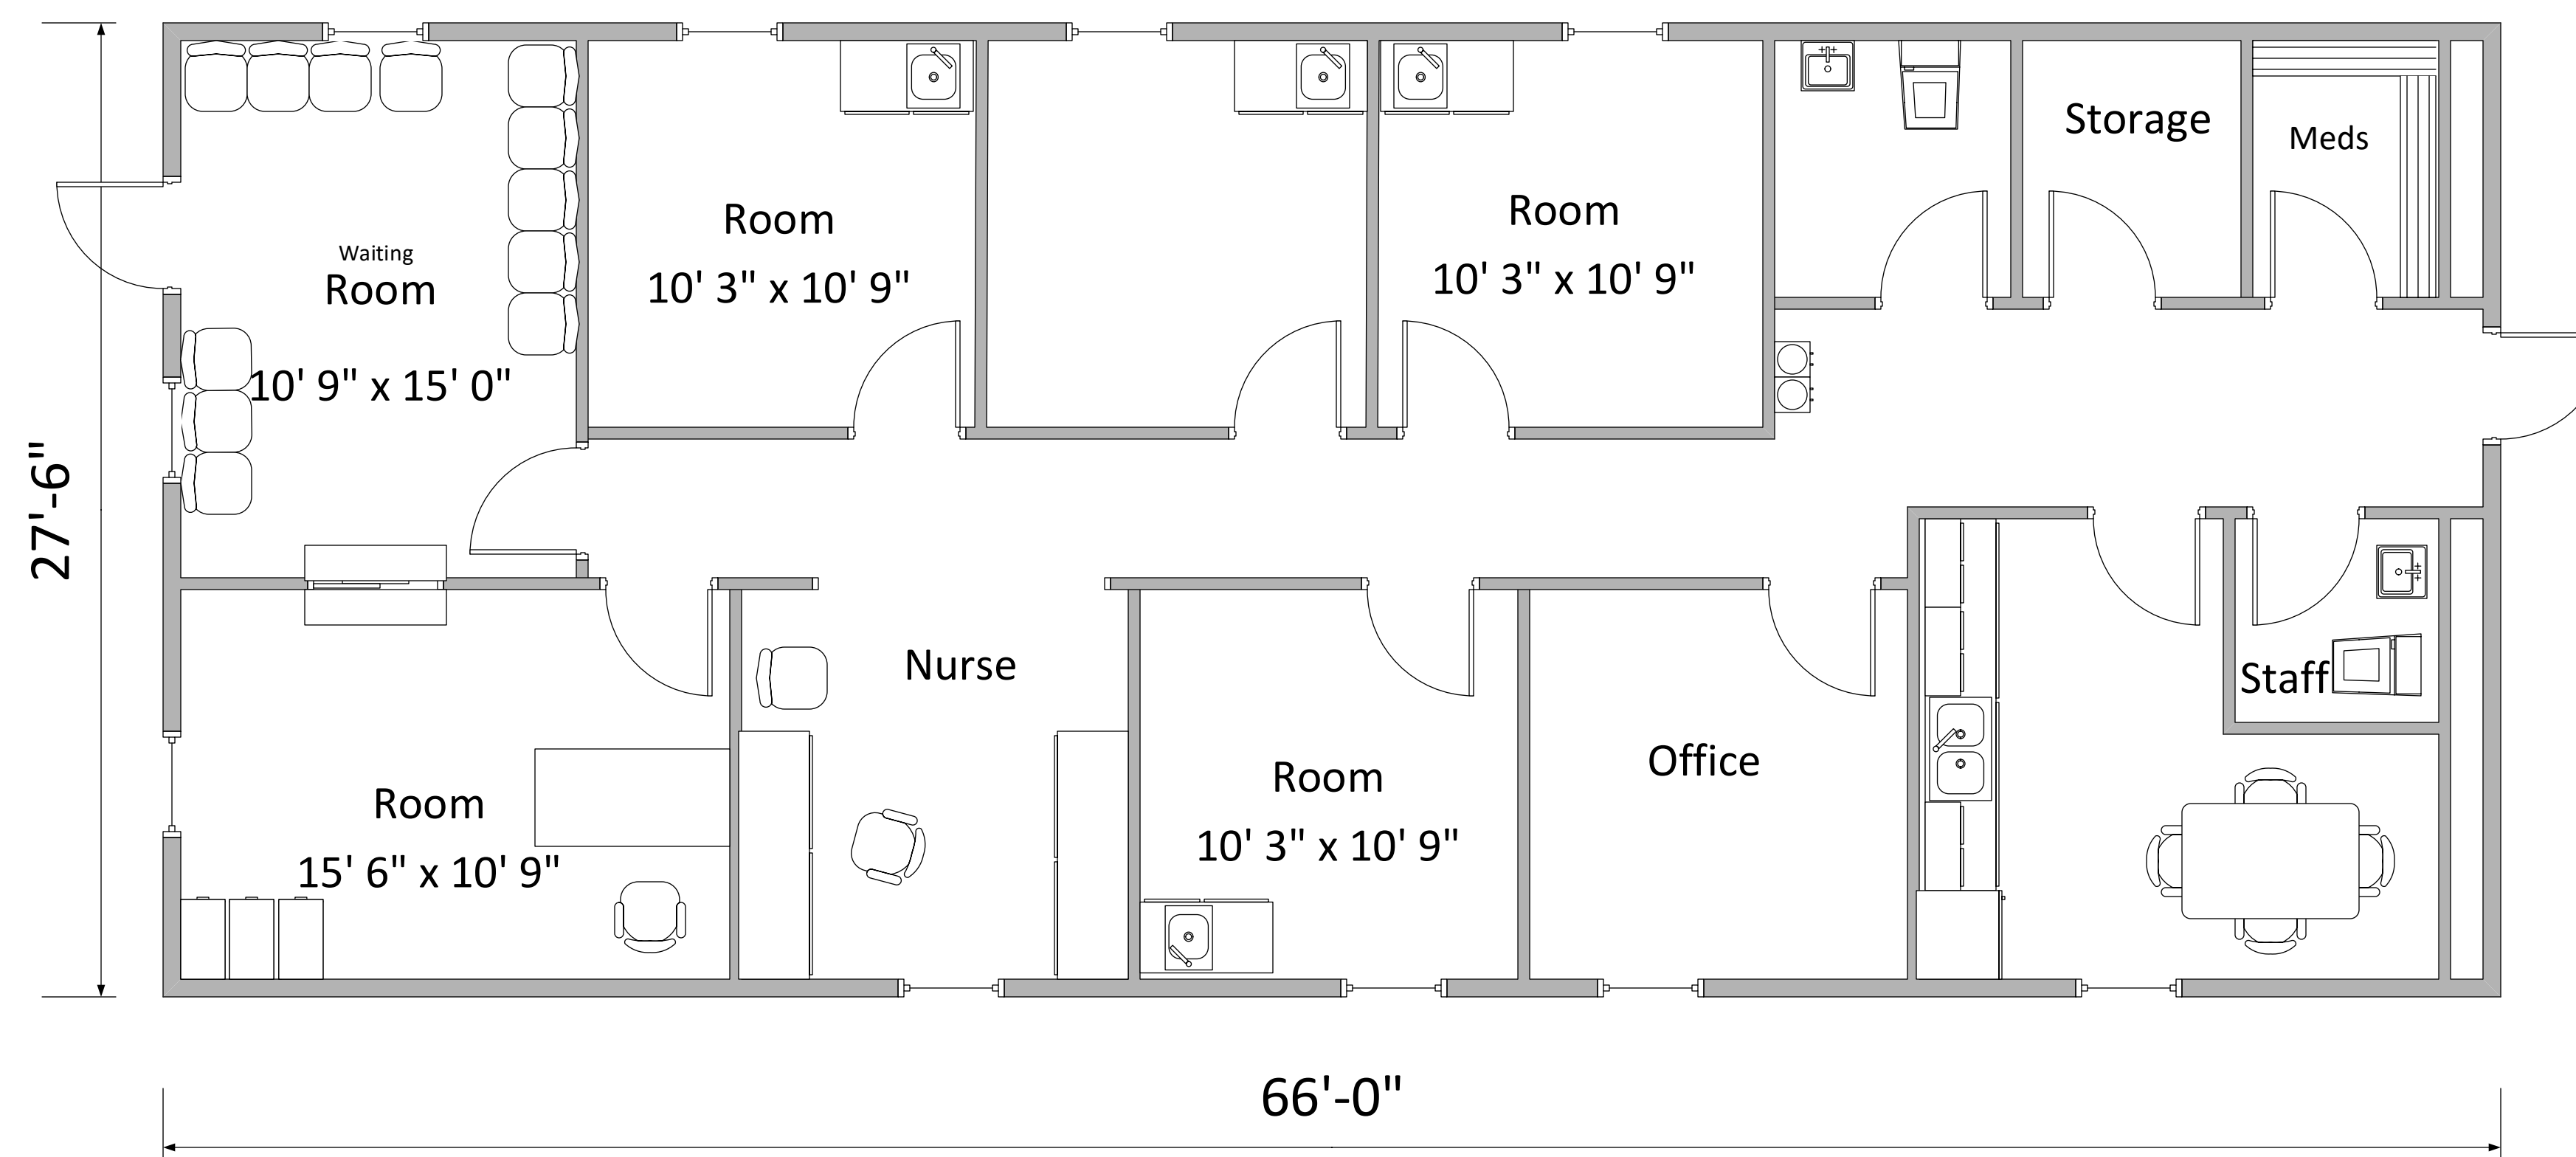 Storage
Meds
Room
10' 3" x 10' 9"
Room
10' 3" x 10' 9"
Waiting
Room
10' 9" x 15' 0"
27'-6"
Nurse
Staff
Office
Room
10' 3" x 10' 9"
Room
15' 6" x 10' 9"
66'-0"